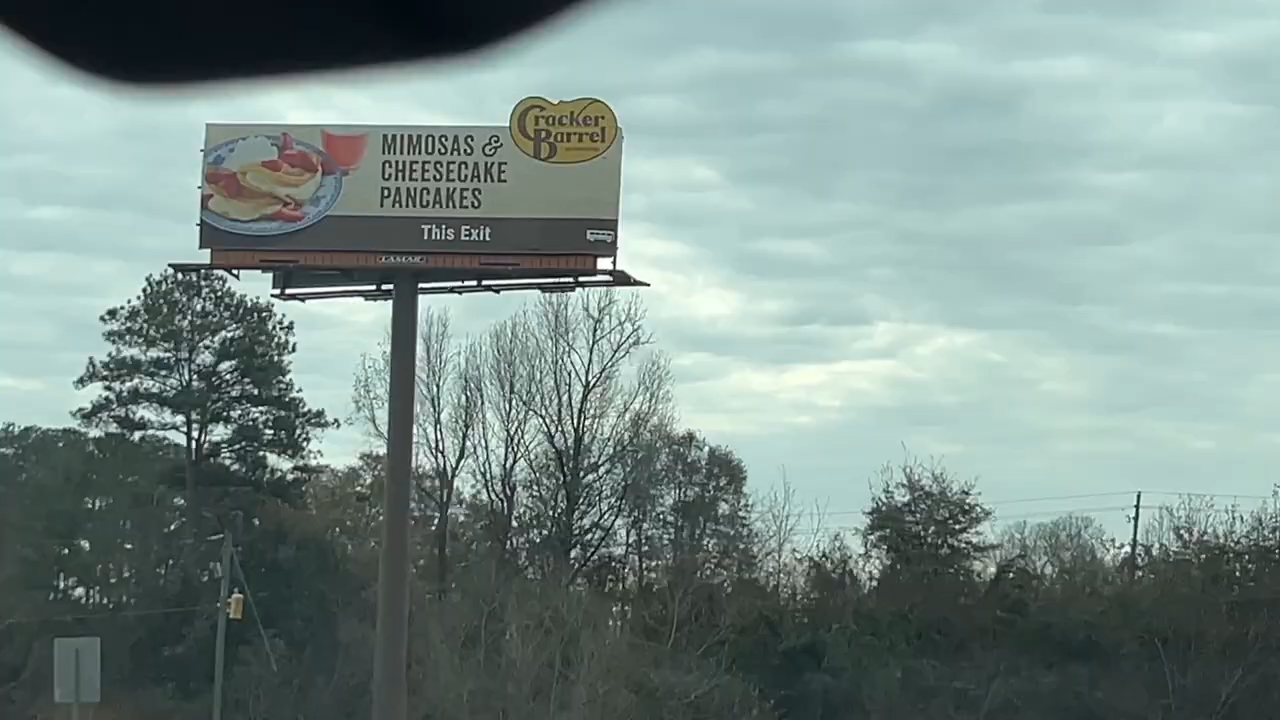 Cracker
Barrel
MIMOSAS &
CHEESECAKE
PANCAKES
This Exit
LAMAR